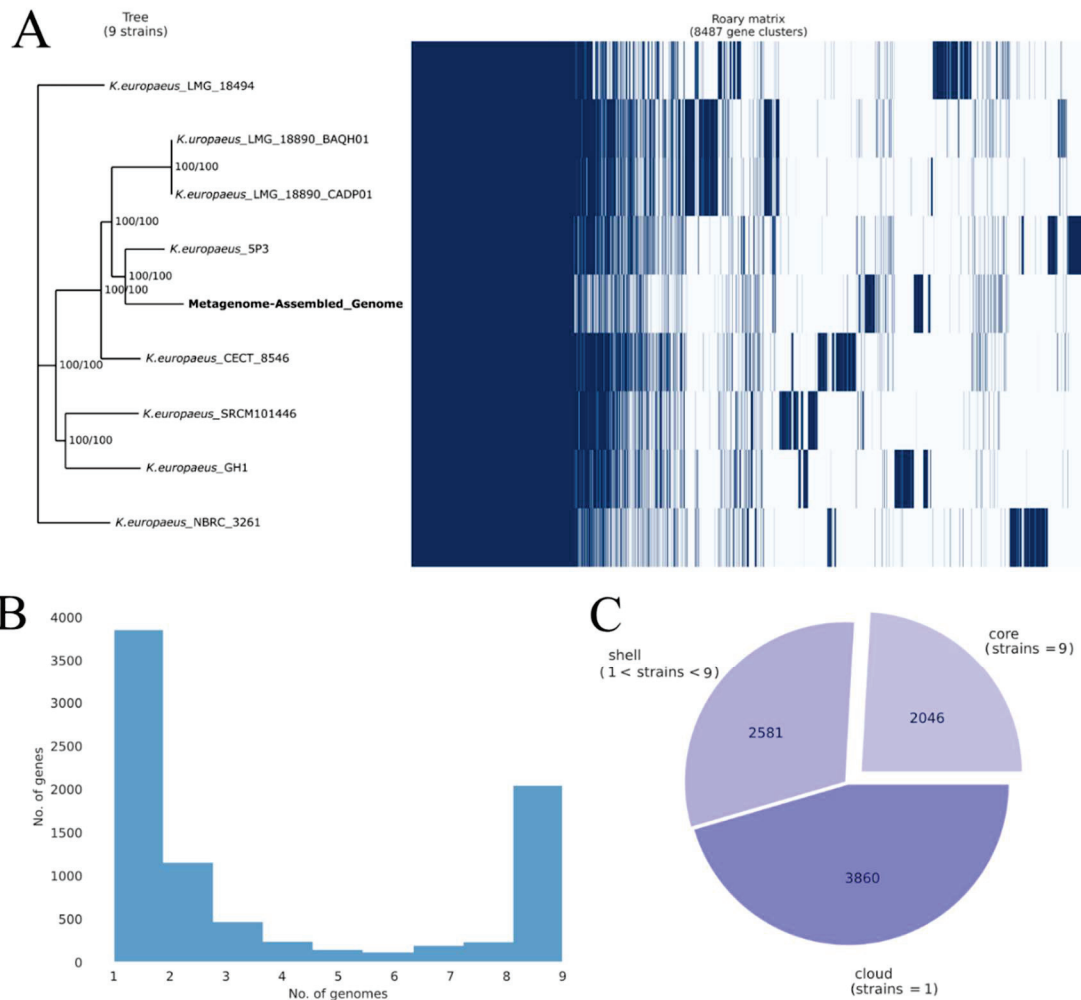 A
Tree
(9 strains)
Roary matrix
(8487 gene clusters)
K.europaeus_LMG_18494
K.uropaeus_LMG_18890_BAQH01
100/100
K.europaeus_LMG_18890_CADP01
100/100
K.europaeus_5P3
100/100
100/100
Metagenome-Assembled_Genome
K.europaeus_CECT_8546
100/100
K.europaeus_SRCM101446
100/100
K.europaeus_GH1
K.europaeus_NBRC_3261
B
4000
3500
3000
2500
2000
1500
1000
500
0
No. of genes
1 2 3 4 5 6 7 8 9
No. of genomes
C
shell
(1 < strains < 9)
core
(strains = 9)
2581
2046
3860
cloud
(strains = 1)